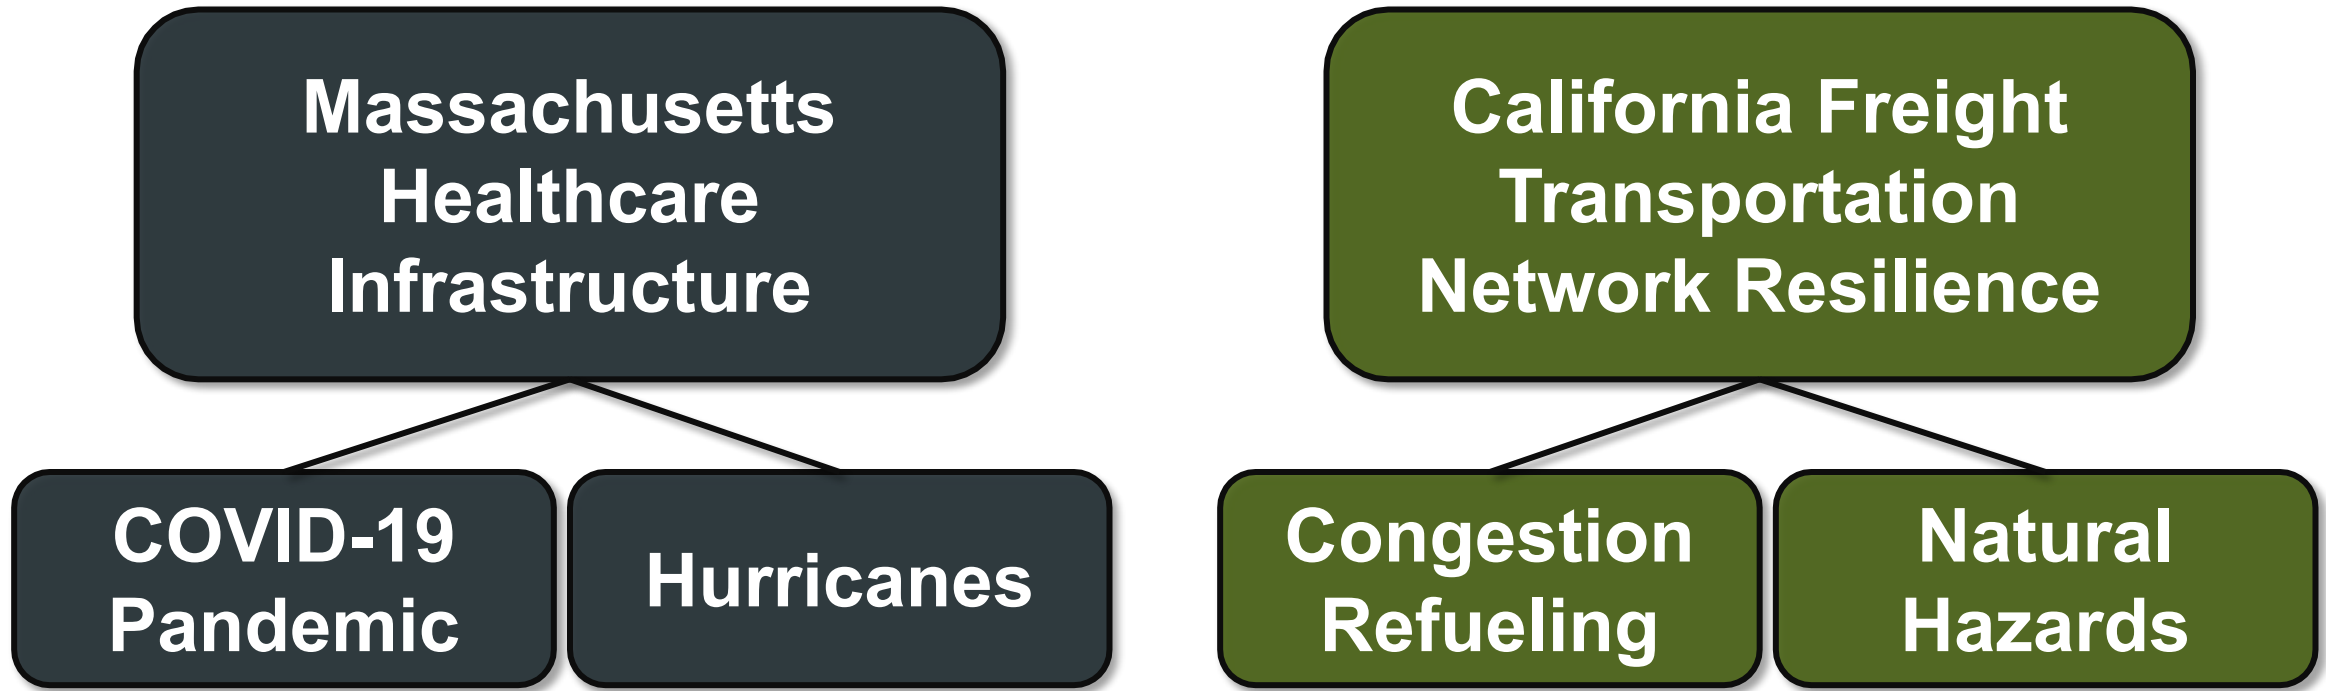 Massachusetts
Healthcare
Infrastructure
California Freight
Transportation
Network Resilience
COVID-19
Pandemic
Hurricanes
Congestion
Refueling
Natural
Hazards